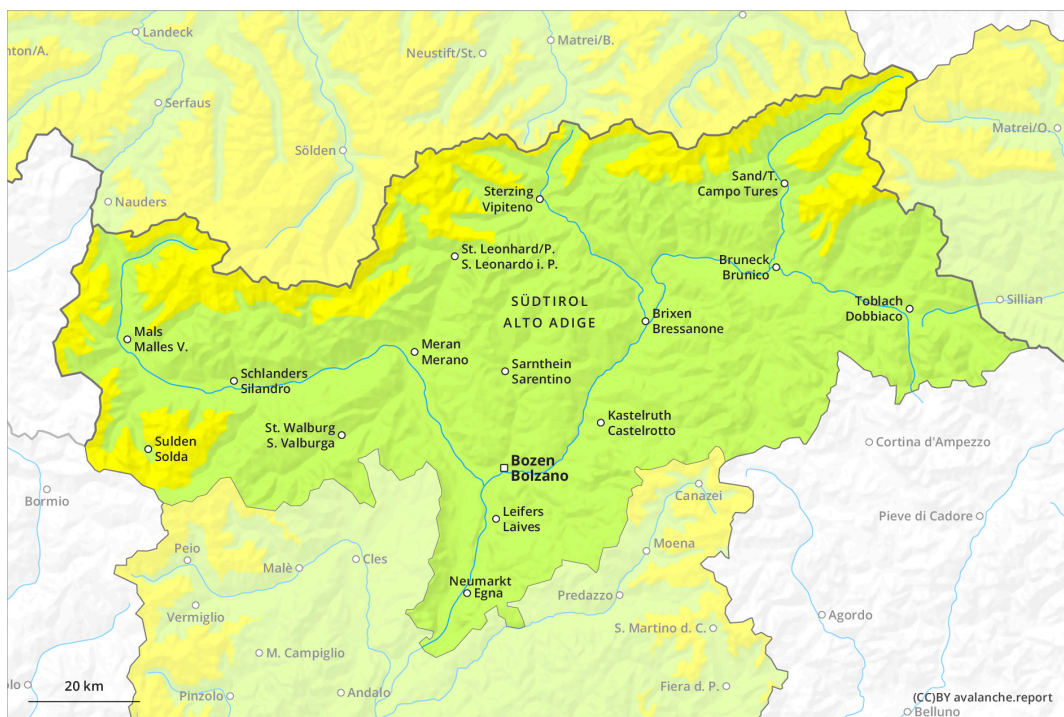 Landeck
nton/A.
Matrei/B.
Neustift/St.
Serfaus
Matrei/O.
Sölden
Sand/T.
Campo Tures
Sterzing
Vipiteno
Nauders
St. Leonhard/P.
S. Leonardo i. P.
Bruneck
Brunico
SÜDTIROL
ALTO ADIGE
Toblach
Dobbiaco
Sillian
Brixen
Bressanone
Mals
Malles V.
Meran
Merano
Sarnthein
Sarentino
Schlanders
Silandro
Kastelruth
Castelrotto
St. Walburg
S. Valburga
Sulden
Solda
Cortina d'Ampezzo
Bozen
Bolzano
Bormio
Canazei
Leifers
Laives
Pieve di Cadore
Peio
Moena
Cles
Malè
Neumarkt
Egna
Predazzo
Vermiglio
Agordo
S. Martino d. C.
M. Campiglio
olo
20 km
Pinzolo
Andalo
Fiera d. P.
(CC)BY avalanche.report
Belluno